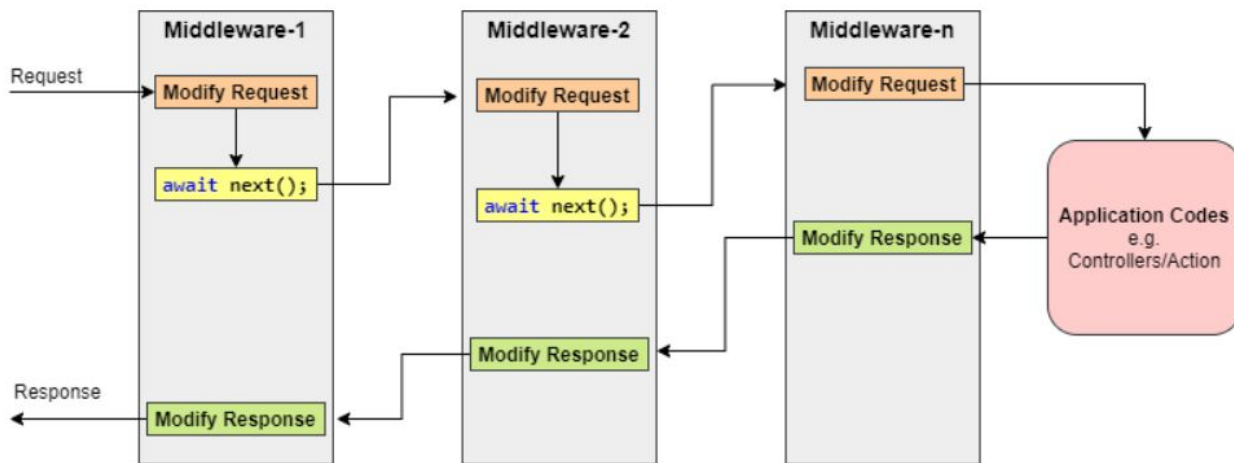 Middleware-1
Middleware-2
Middleware-n
Request
Modify Request
Modify Request
Modify Request
await next();
await next();
Application Codes
e.g.
Controllers/Action
Modify Response
Modify Response
Response
Modify Response